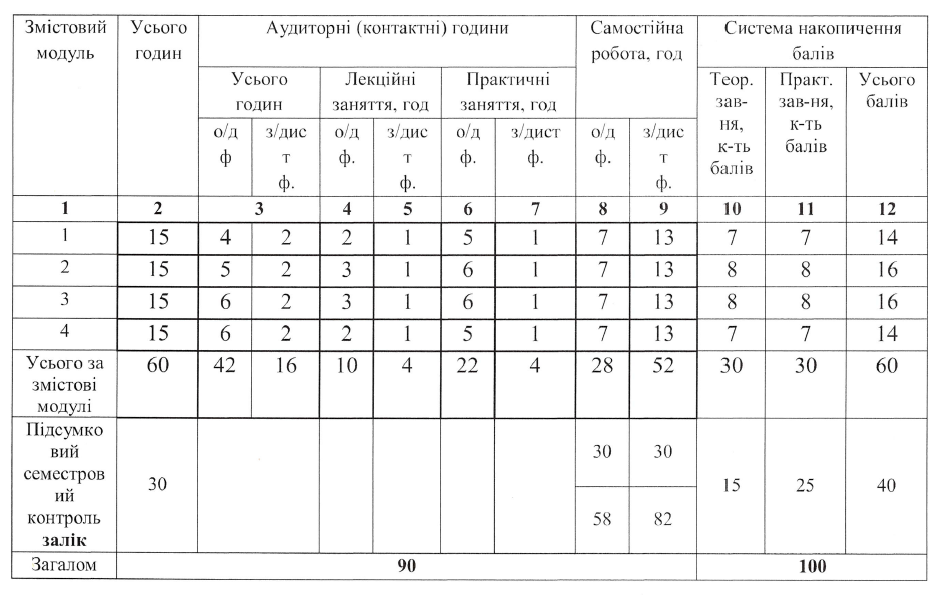 Змістовий модуль | Усього годин | Аудиторні (контактні) години | Самостійна робота, год | Система накопичення балів
Усього годин | Лекційні заняття, год | Практичні заняття, год | Теор. зав-ня, к-ть балів | Практ. зав-ня, к-ть балів | Усього балів
о/д ф | з/дист ф. | о/д ф. | з/дист ф. | о/д ф. | з/дист ф. | о/д ф. | з/дист ф.
1 | 2 | 3 | 4 | 5 | 6 | 7 | 8 | 9 | 10 | 11 | 12
1 | 15 | 4 | 2 | 2 | 1 | 5 | 1 | 7 | 13 | 7 | 7 | 14
2 | 15 | 5 | 2 | 3 | 1 | 6 | 1 | 7 | 13 | 8 | 8 | 16
3 | 15 | 6 | 2 | 3 | 1 | 6 | 1 | 7 | 13 | 8 | 8 | 16
4 | 15 | 6 | 2 | 2 | 1 | 5 | 1 | 7 | 13 | 7 | 7 | 14
Усього за змістові модулі | 60 | 42 | 16 | 10 | 4 | 22 | 4 | 28 | 52 | 30 | 30 | 60
Підсумковий семестровий контроль залік | 30 | 30 | 30 | 15 | 25 | 40
58 | 82
Загалом | 90 | 100